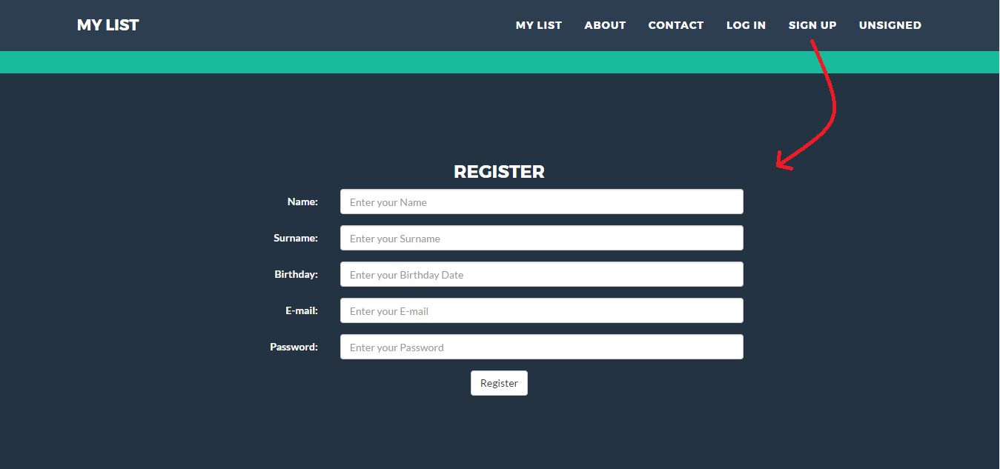 MY LIST MY LIST ABOUT CONTACT LOG IN SIGN UP UNSIGNED
REGISTER
Name: Enter your Name
Surname: Enter your Surname
Birthday: Enter your Birthday Date
E-mail: Enter your E-mail
Password: Enter your Password
Register